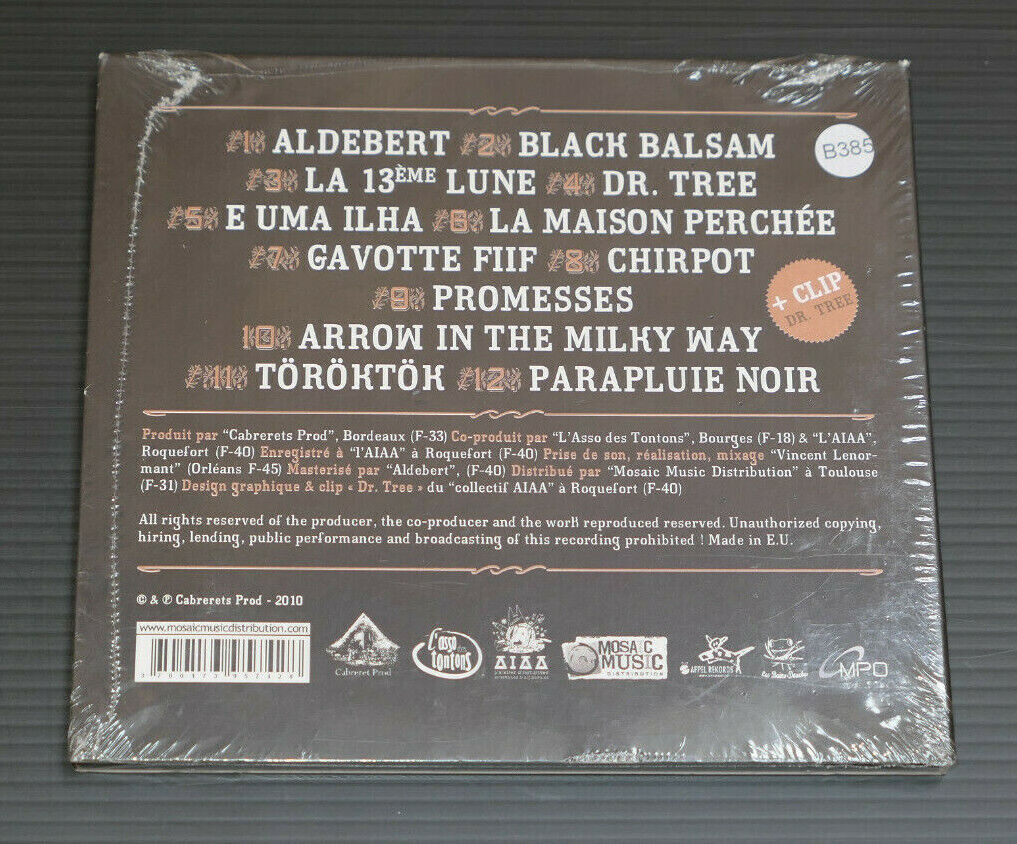 1 ALDEBERT 2 BLACK BALSAM
B385
3 LA 13ÈME LUNE 4 DR. TREE
5 E UMA ILHA 6 LA MAISON PERCHÉE
7 GAVOTTE FIIF 8 CHIRPOT
+ CLIP
DR. TREE
9 PROMESSES
10 ARROW IN THE MILKY WAY
11 TÖRÖKTÖK 12 PARAPLUIE NOIR
Produit par "Cabrerets Prod", Bordeaux (F-33) Co-produit par "L'Asso des Tontons", Bourges (F-18) & "L'AIAA",
Roquefort (F-40) Enregistré à "l'AIAA" à Roquefort (F-40) Prise de son, réalisation, mixage "Vincent Lenor-
mant" (Orléans F-45) Masterisé par "Aldebert", (F-40) Distribué par "Mosaic Music Distribution" à Toulouse
(F-31) Design graphique & clip « Dr. Tree » du "collectif AIAA" à Roquefort (F-40)
All rights reserved of the producer, the co-producer and the work reproduced reserved. Unauthorized copying,
hiring, lending, public performance and broadcasting of this recording prohibited ! Made in E.U.
© & ℗ Cabrerets Prod - 2010
www.mosaicmusicdistribution.com
Cabreret Prod
l'asso des tontons
AIAA
MOSAIC MUSIC DISTRIBUTION
APPEL REKORDS
MPO